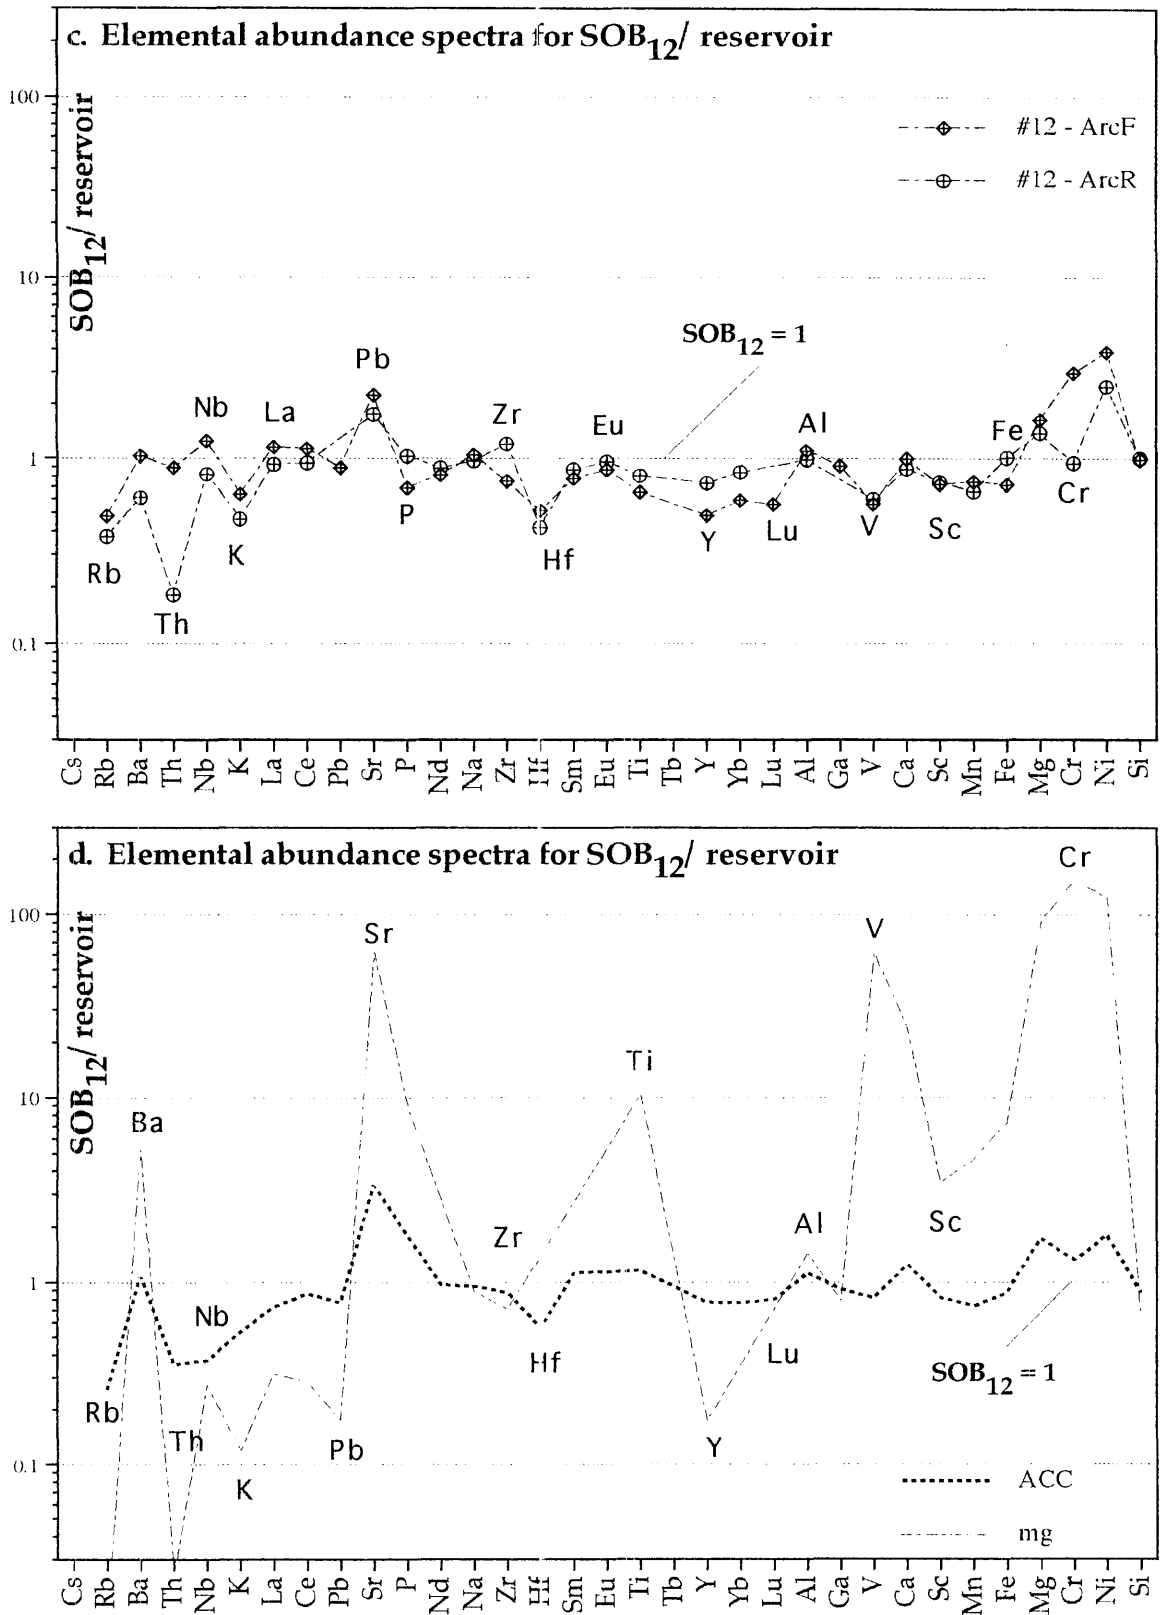 c. Elemental abundance spectra for SOB12/ reservoir
SOB12/ reservoir
100
10
1
0.1
#12 - ArcF
#12 - ArcR
SOB12 = 1
Rb
Th
Nb
K
La
Pb
P
Zr
Hf
Eu
Y
Lu
Al
V
Sc
Fe
Cr
Cs Rb Ba Th Nb K La Ce Pb Sr P Nd Na Zr Hf Sm Eu Ti Tb Y Yb Lu Al Ga V Ca Sc Mn Fe Mg Cr Ni Si
d. Elemental abundance spectra for SOB12/ reservoir
SOB12/ reservoir
100
10
1
0.1
Rb
Ba
Th
Nb
K
Pb
Sr
Zr
Hf
Ti
Y
Lu
Al
V
Sc
Cr
SOB12 = 1
ACC
mg
Cs Rb Ba Th Nb K La Ce Pb Sr P Nd Na Zr Hf Sm Eu Ti Tb Y Yb Lu Al Ga V Ca Sc Mn Fe Mg Cr Ni Si